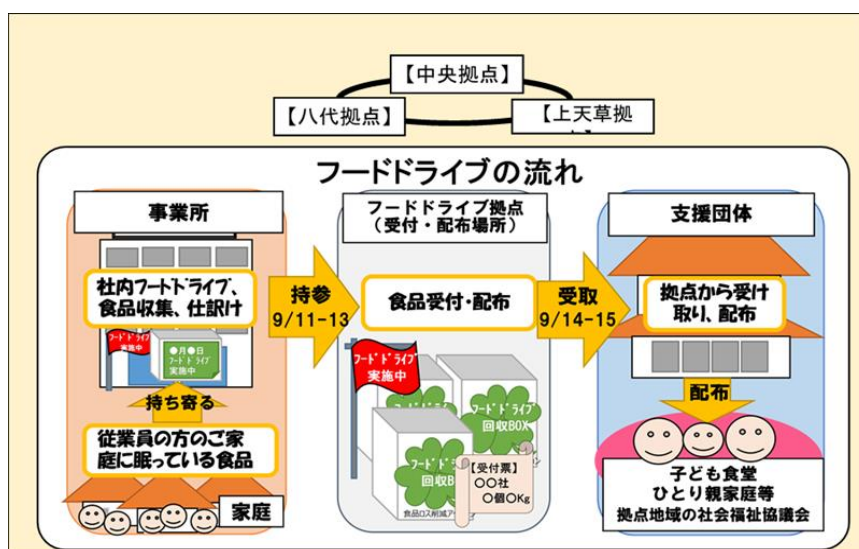 【中央拠点】
【八代拠点】
【上天草拠
フードドライブの流れ
事業所
社内フードドライブ、
食品収集、仕訳け
フードドライブ
実施中
●月●日
フードドライブ
実施中
持ち寄る
従業員の方のご家
庭に眠っている食品
家庭
持参
9/11-13
フードドライブ拠点
(受付・配布場所)
食品受付・配布
フードドライブ
実施中
フードドライブ
回収BOX
フードドライブ
回収B
【受付票】
〇〇社
〇個〇Kg
食品ロス削減ア
受取
9/14-15
支援団体
拠点から受け
取り、配布
配布
子ども食堂
ひとり親家庭等
拠点地域の社会福祉協議会